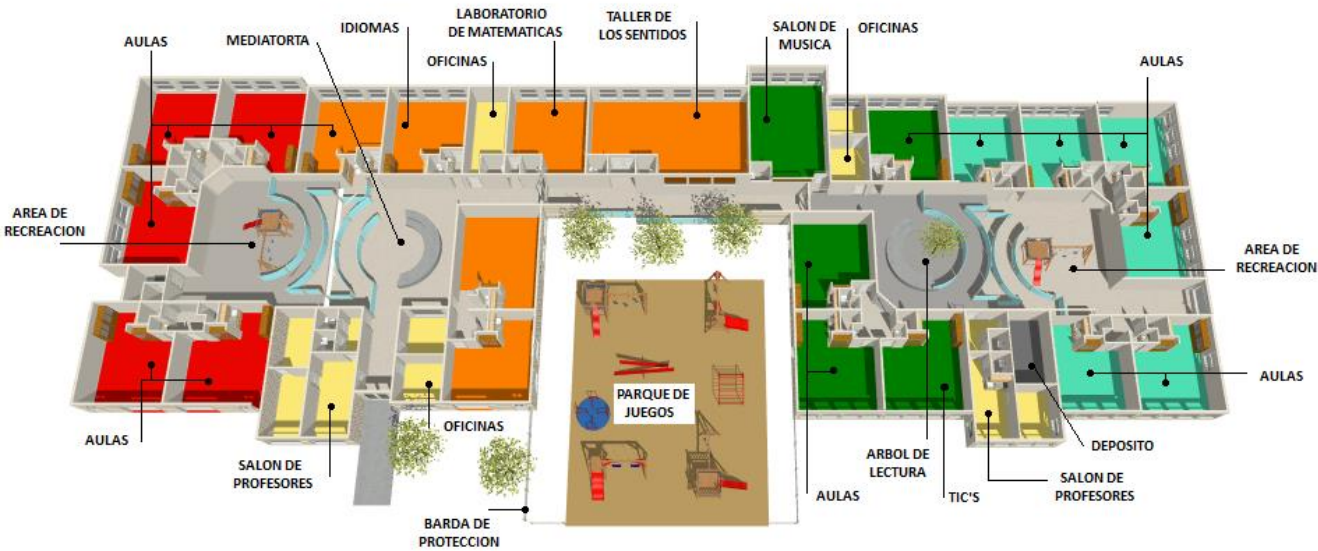 AULAS
MEDIATORTA
IDIOMAS
OFICINAS
LABORATORIO
DE MATEMATICAS
TALLER DE
LOS SENTIDOS
SALON DE
MUSICA
OFICINAS
AULAS
AREA DE
RECREACION
AREA DE
RECREACION
PARQUE DE
JUEGOS
AULAS
SALON DE
PROFESORES
OFICINAS
BARDA DE
PROTECCION
AULAS
ARBOL DE
LECTURA
TIC'S
SALON DE
PROFESORES
DEPOSITO
AULAS